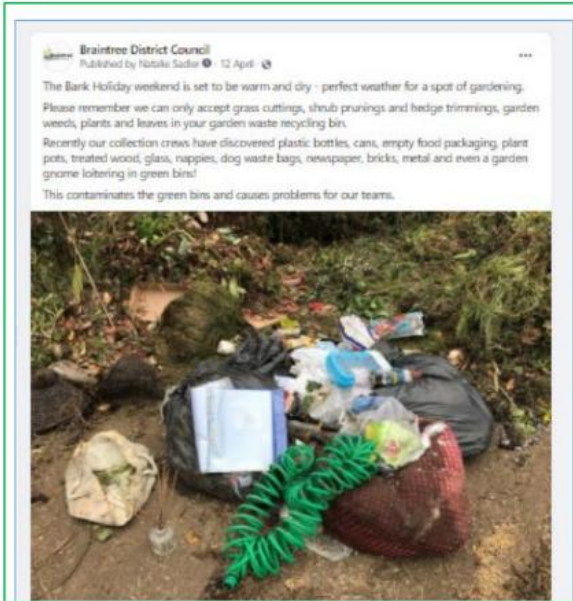 Braintree District Council
Published by Natalie Sadler · 12 April ·
The Bank Holiday weekend is set to be warm and dry - perfect weather for a spot of gardening.
Please remember we can only accept grass cuttings, shrub prunings and hedge trimmings, garden
weeds, plants and leaves in your garden waste recycling bin.
Recently our collection crews have discovered plastic bottles, cans, empty food packaging, plant
pots, treated wood, glass, nappies, dog waste bags, newspaper, bricks, metal and even a garden
gnome loitering in green bins!
This contaminates the green bins and causes problems for our teams.